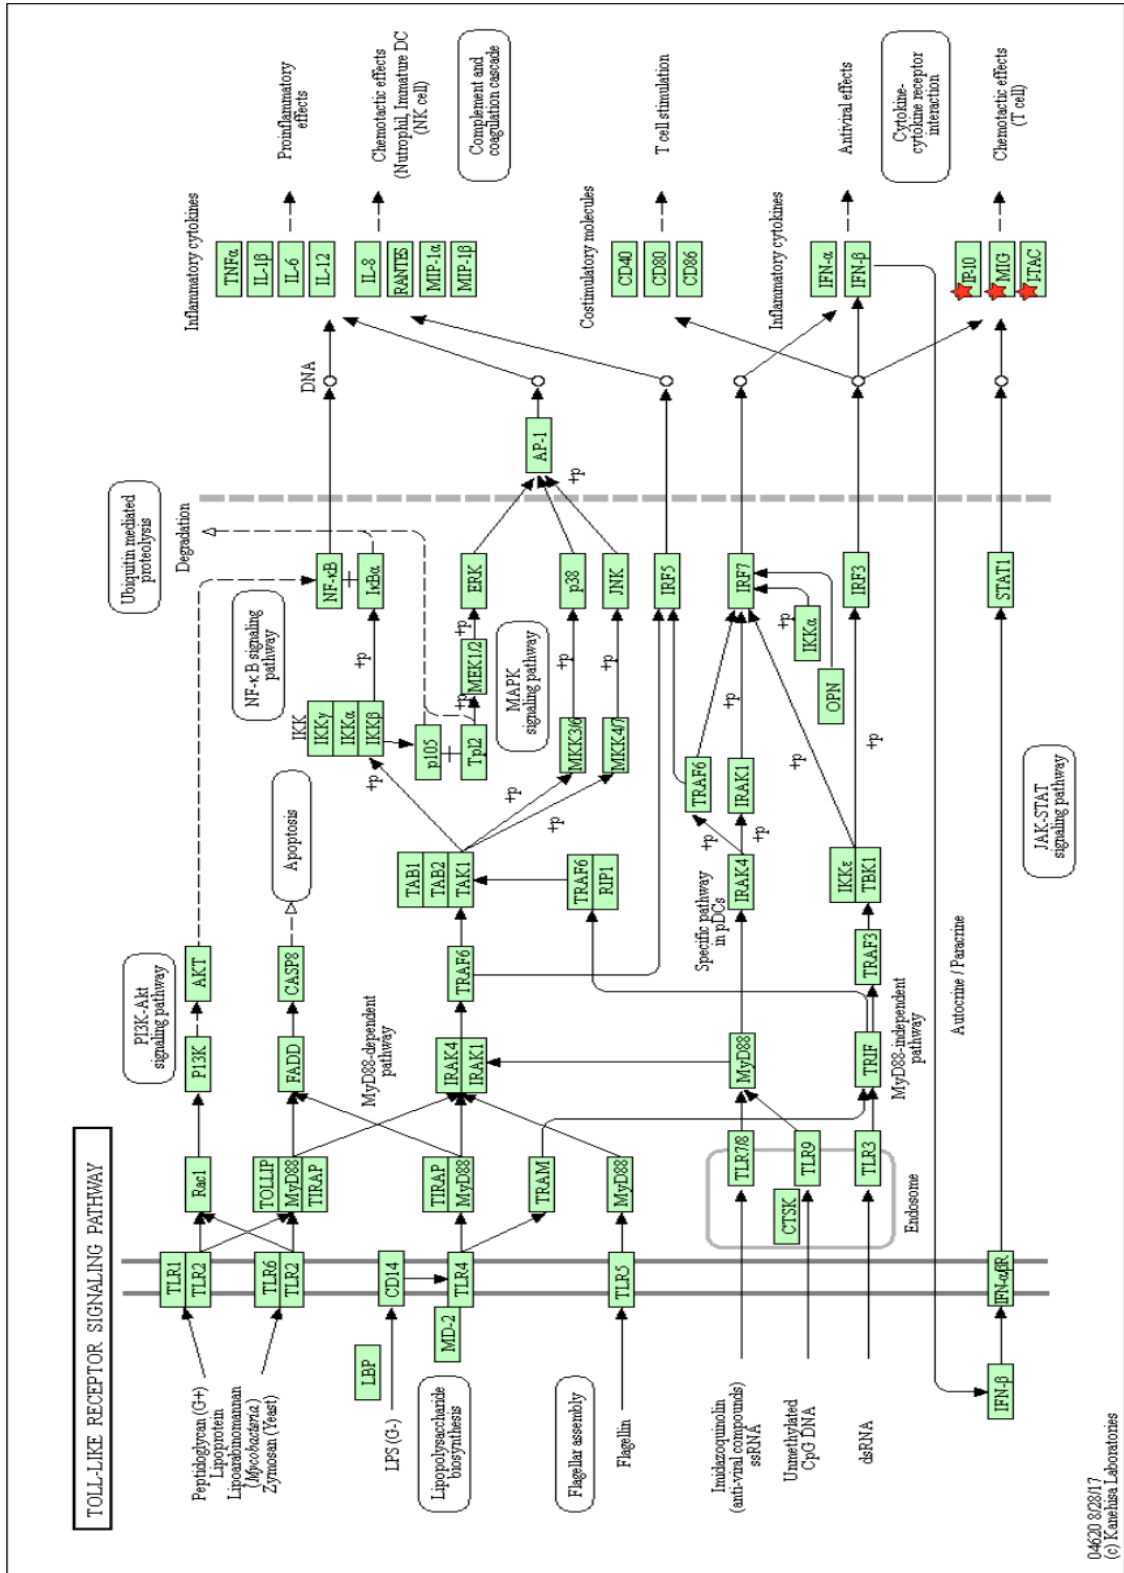 TOLL-LIKE RECEPTOR SIGNALING PATHWAY
Peptidoglycan (G+)
Lipoprotein
Lipoarabinomannan
(Mycobacteria)
Zymosan (Yeast)
LBP
LPS (G-)
Lipopolysaccharide
biosynthesis
Flagellar assembly
Flagellin
Imidazoquinolin
(anti-viral compounds)
ssRNA
Unmethylated
CpG DNA
dsRNA
IFN-β
TLR1
TLR2
TLR6
TLR2
CD14
MD-2
TLR4
TLR5
IFN-αβR
Rac1
TOLLIP
MyD88
TIRAP
TIRAP
MyD88
TRAM
MyD88
TLR7/8
CTSK
TLR9
TLR3
Endosome
PI3K-Akt
signaling pathway
PI3K
AKT
FADD
CASP8
Apoptosis
MyD88-dependent
pathway
IRAK4
IRAK1
TRAF6
MyD88
TRIF
TRAF3
MyD88-independent
pathway
Autocrine / Paracrine
TAB1
TAB2
TAK1
TRAF6
RIP1
Specific pathway
in pDCs
IRAK4
+p
TRAF6
+p
IRAK1
IKKε
TBK1
JAK-STAT
signaling pathway
NF-κB signaling
pathway
IKK
IKKγ
IKKα
IKKβ
+p
+p
p105
Tpl2
+p
MEK1/2
+p
ERK
MAPK
signaling pathway
+p
MKK3/6
+p
p38
+p
MKK4/7
+p
JNK
Ubiquitin mediated
proteolysis
Degradation
NF-κB
IκBα
IRF5
+p
IRF7
+p
+p
IKKα
OPN
+p
IRF3
STAT1
AP-1
+p
DNA
Inflammatory cytokines
TNFα
IL-1β
IL-6
IL-12
Proinflammatory
effects
IL-8
RANTES
MIP-1α
MIP-1β
Chemotactic effects
(Nutrophil, Immature DC)
(NK cell)
Complement and
coagulation cascade
Costimulatory molecules
CD40
CD80
CD86
T cell stimulation
Inflammatory cytokines
IFN-α
IFN-β
Antiviral effects
Cytokine-
cytokine receptor
interaction
IP-10
MIG
I-TAC
Chemotactic effects
(T cell)
04620 8/28/17
(c) Kanehisa Laboratories